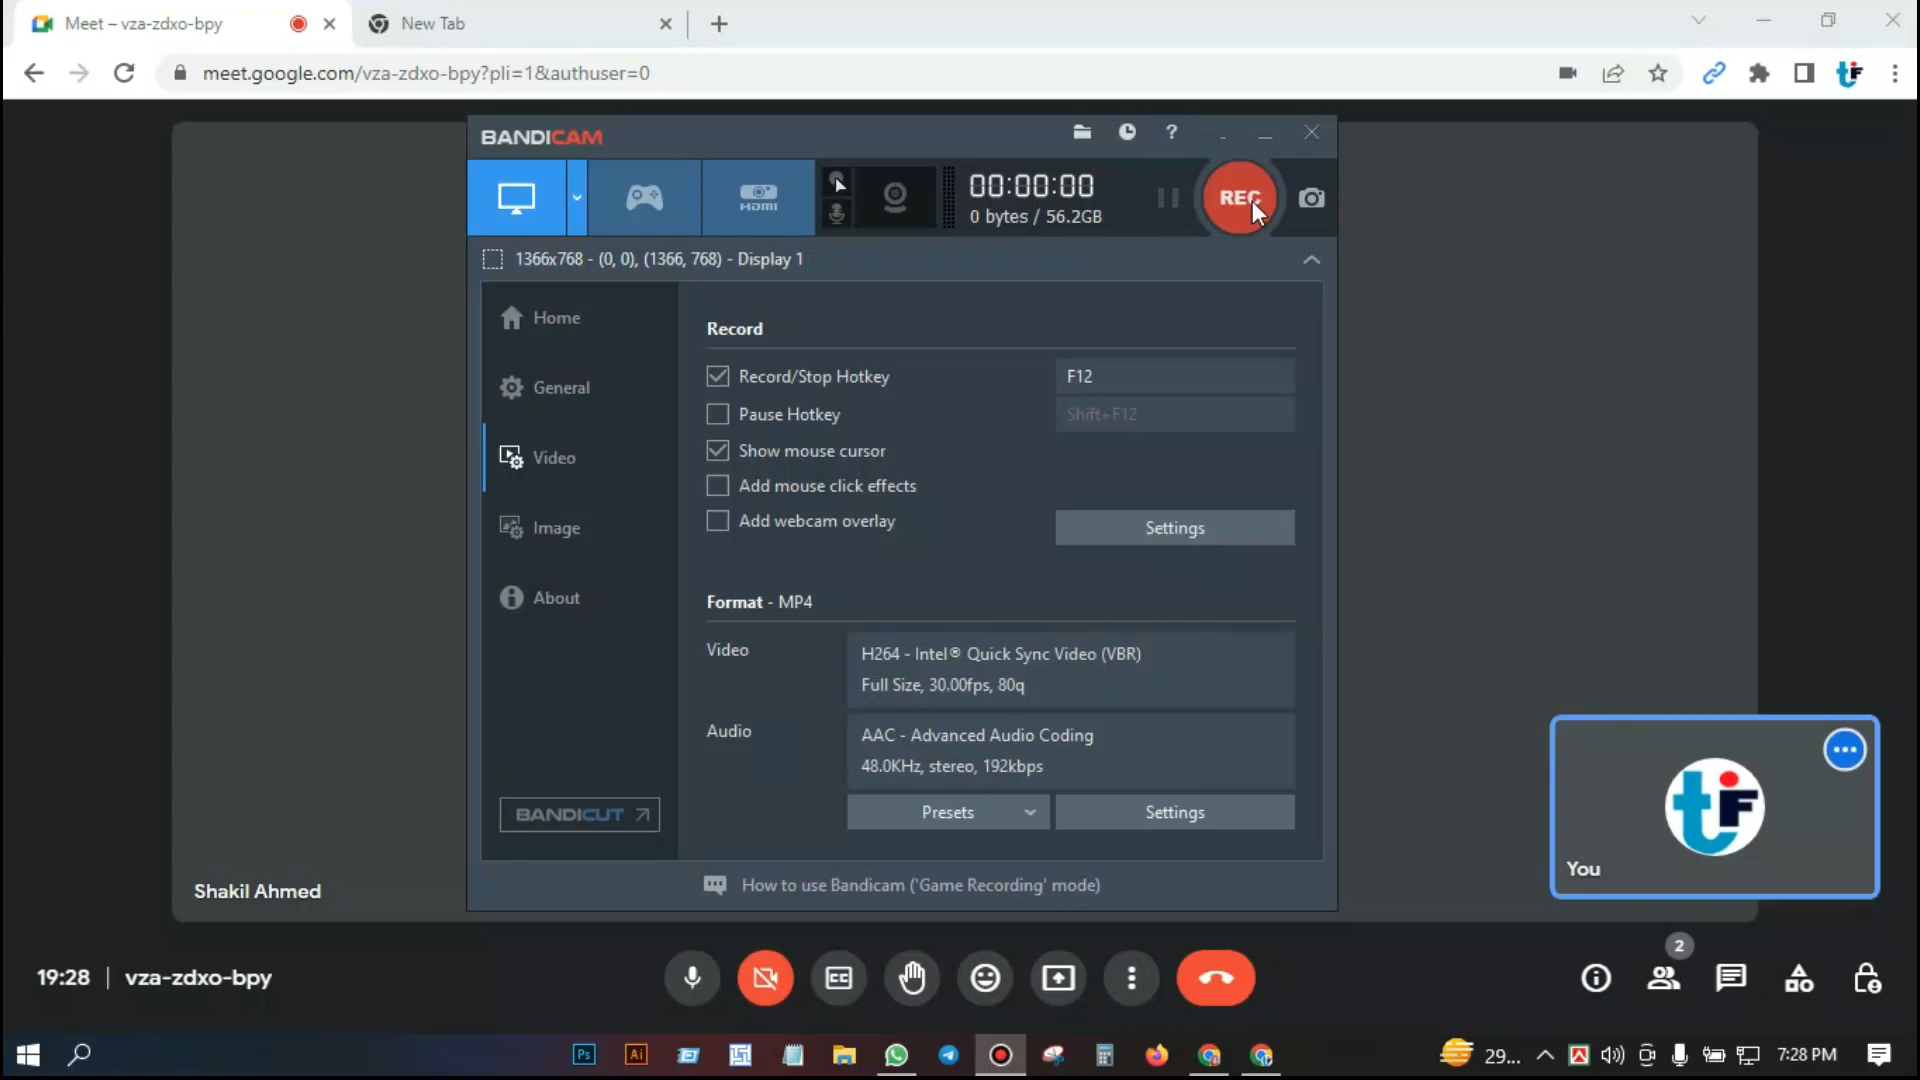 Meet – vza-zdxo-bpy
New Tab
meet.google.com/vza-zdxo-bpy?pli=1&authuser=0
tiF
BANDICAM
HDMI
00:00:00
0 bytes / 56.2GB
REC
1366x768 - (0, 0), (1366, 768) - Display 1
Home
General
Video
Image
About
BANDICUT
Record
Record/Stop Hotkey
F12
Pause Hotkey
Shift+F12
Show mouse cursor
Add mouse click effects
Add webcam overlay
Settings
Format - MP4
Video
H264 - Intel® Quick Sync Video (VBR)
Full Size, 30.00fps, 80q
Audio
AAC - Advanced Audio Coding
48.0KHz, stereo, 192kbps
Presets
Settings
How to use Bandicam ('Game Recording' mode)
Shakil Ahmed
tiF
You
19:28 | vza-zdxo-bpy
CC
2
Ps
Ai
29...
7:28 PM